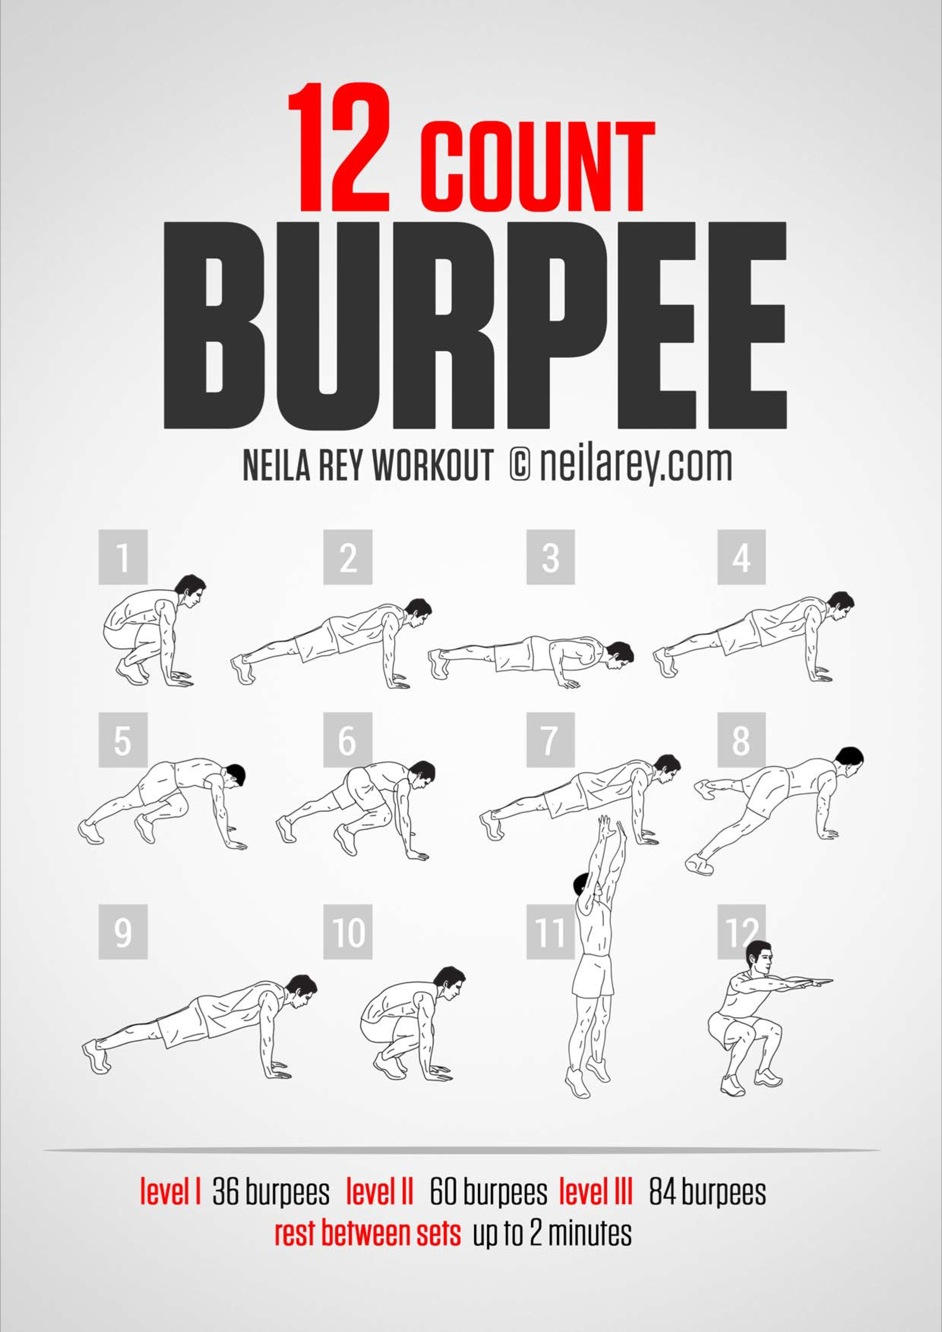 12 COUNT
BURPEE
NEILA REY WORKOUT © neilarey.com
1 2 3 4
5 6 7 8
9 10 11 12
level I 36 burpees level II 60 burpees level III 84 burpees
rest between sets up to 2 minutes